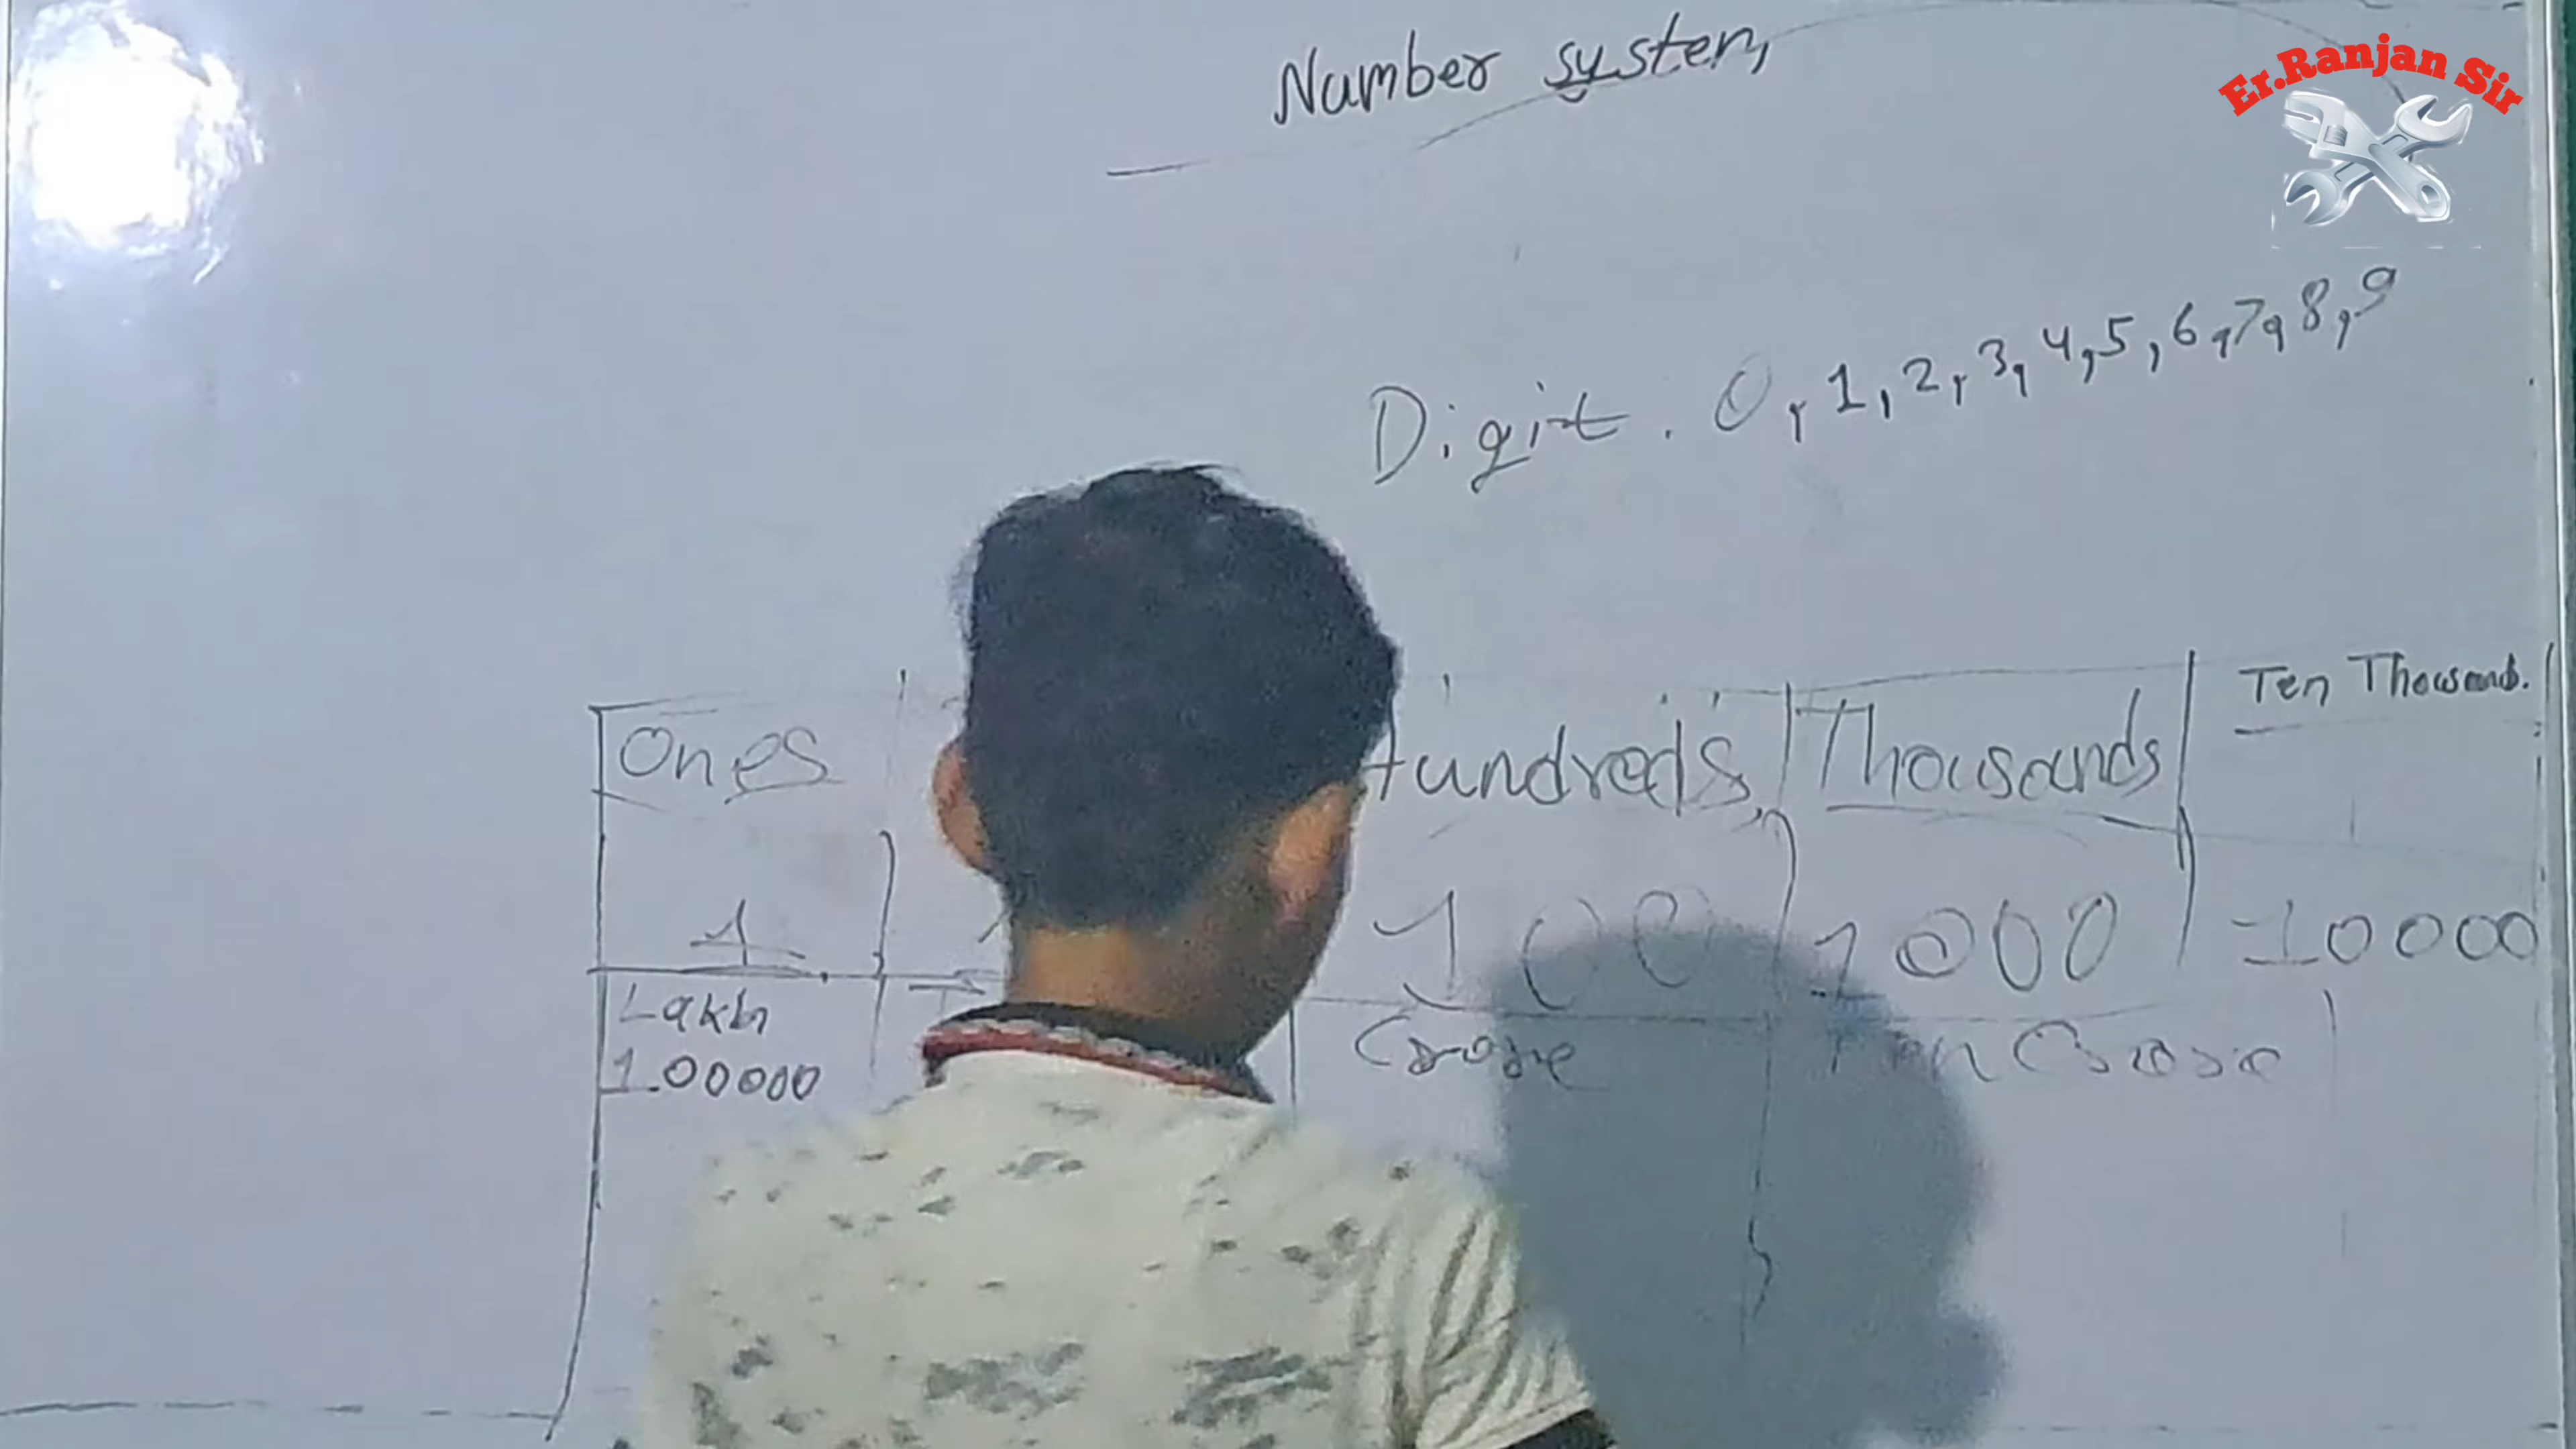 Number system
Er.Ranjan Sir
Digit . 0, 1, 2, 3, 4, 5, 6, 7, 8, 9
Ones Hundreds Thousands Ten Thousands.
1 100 1000 10000
Lakh Crore Ten Crore
100000